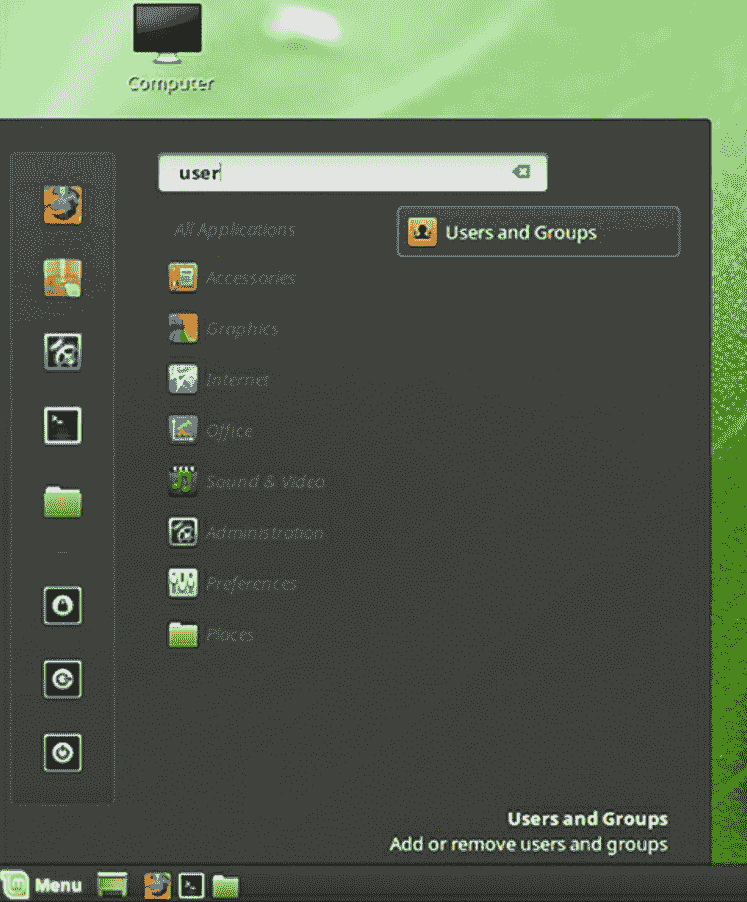 Computer
user
All Applications
Users and Groups
Accessories
Graphics
Internet
Office
Sound & Video
Administration
Preferences
Places
Users and Groups
Add or remove users and groups
Menu